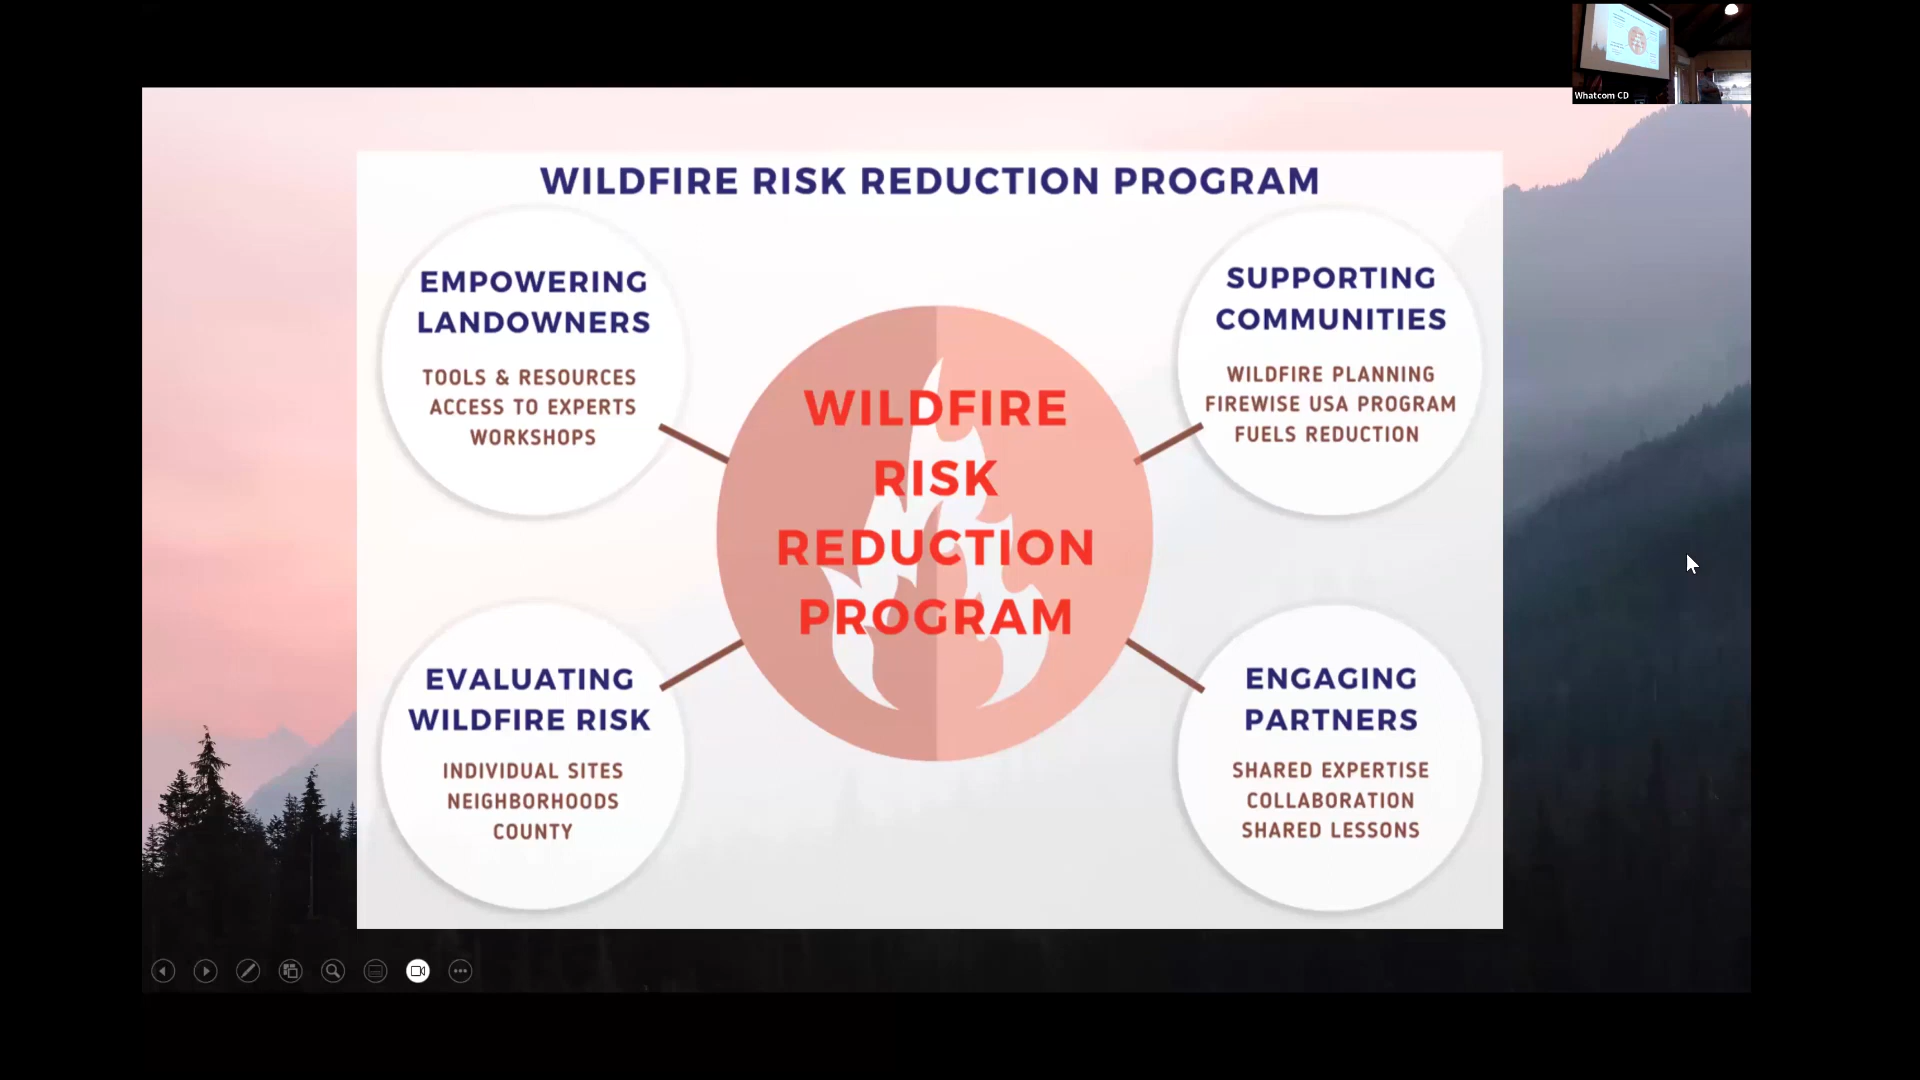 Whatcom CD
WILDFIRE RISK REDUCTION PROGRAM
EMPOWERING
LANDOWNERS
TOOLS & RESOURCES
ACCESS TO EXPERTS
WORKSHOPS
SUPPORTING
COMMUNITIES
WILDFIRE PLANNING
FIREWISE USA PROGRAM
FUELS REDUCTION
WILDFIRE
RISK
REDUCTION
PROGRAM
EVALUATING
WILDFIRE RISK
INDIVIDUAL SITES
NEIGHBORHOODS
COUNTY
ENGAGING
PARTNERS
SHARED EXPERTISE
COLLABORATION
SHARED LESSONS